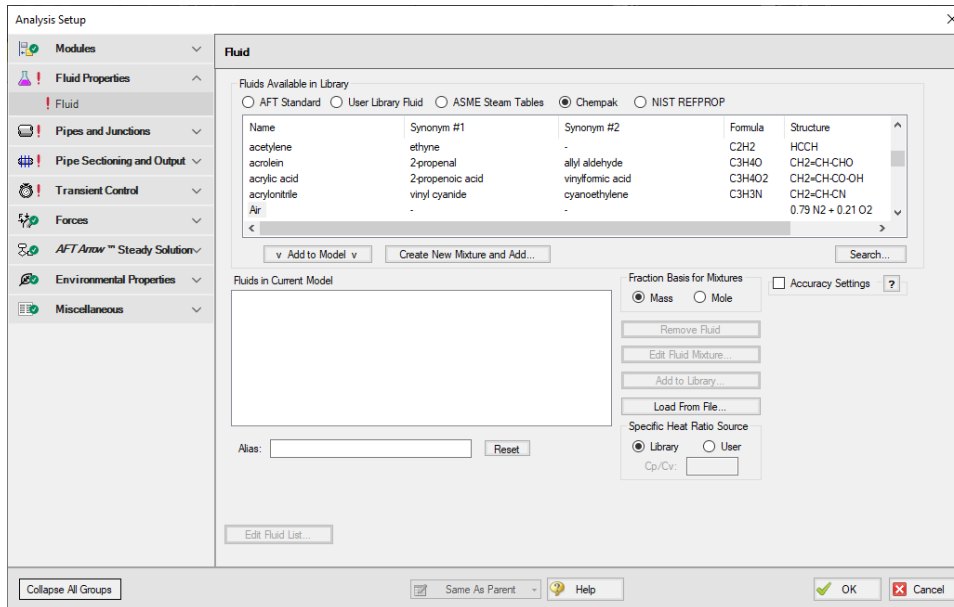 Analysis Setup
Modules
Fluid Properties
! Fluid
Pipes and Junctions
Pipe Sectioning and Output
Transient Control
Forces
AFT Arrow ™ Steady Solution
Environmental Properties
Miscellaneous
Collapse All Groups
Fluid
Fluids Available in Library
AFT Standard User Library Fluid ASME Steam Tables Chempak NIST REFPROP
Name Synonym #1 Synonym #2 Formula Structure
acetylene ethyne - C2H2 HCCH
acrolein 2-propenal allyl aldehyde C3H4O CH2=CH-CHO
acrylic acid 2-propenoic acid vinylformic acid C3H4O2 CH2=CH-CO-OH
acrylonitrile vinyl cyanide cyanoethylene C3H3N CH2=CH-CN
Air - - 0.79 N2 + 0.21 O2
v Add to Model v Create New Mixture and Add... Search...
Fluids in Current Model
Fraction Basis for Mixtures
Mass Mole
Accuracy Settings ?
Remove Fluid
Edit Fluid Mixture...
Add to Library...
Load From File...
Specific Heat Ratio Source
Library User
Cp/Cv:
Alias: Reset
Edit Fluid List...
Same As Parent Help OK Cancel